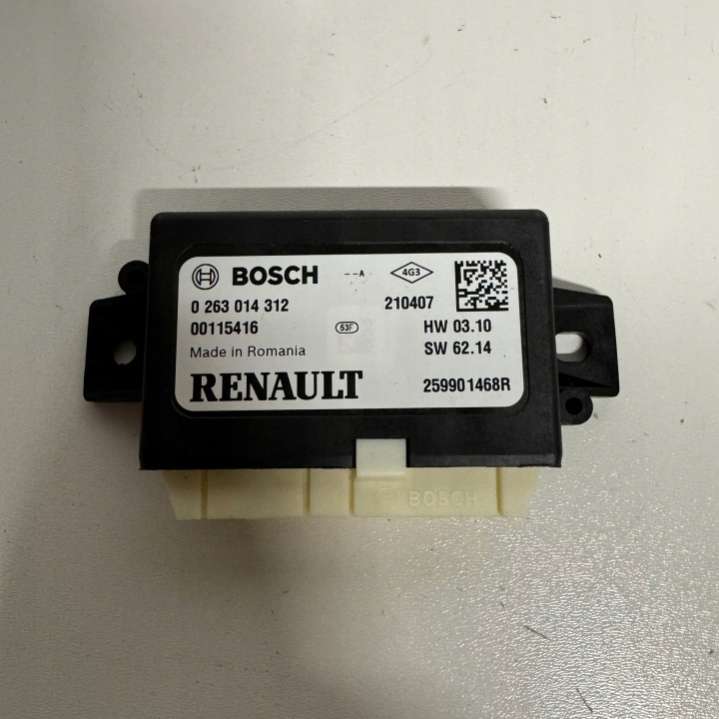 BOSCH --A 4G3
0 263 014 312 210407
00115416 53F HW 03.10
Made in Romania SW 62.14
RENAULT 259901468R
BOSCH